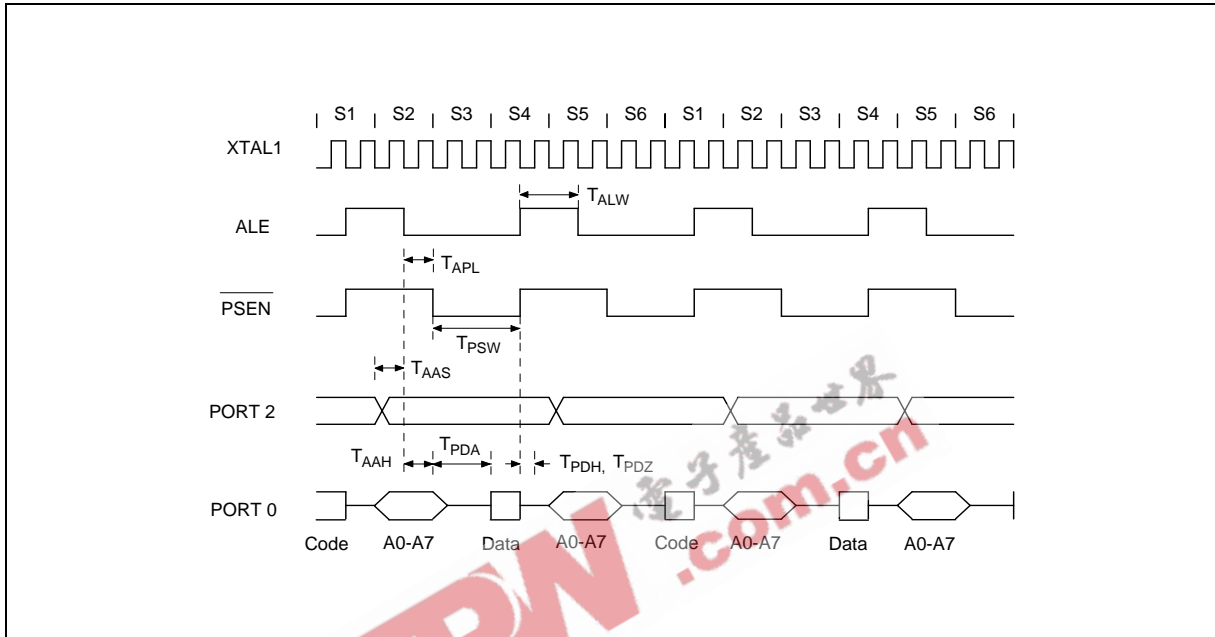 S1 S2 S3 S4 S5 S6 S1 S2 S3 S4 S5 S6
XTAL1
TALW
ALE
TAPL
PSEN
TPSW
TAAS
PORT 2
TAAH TPDA TPDH, TPDZ
PORT 0
Code A0-A7 Data A0-A7 Code A0-A7 Data A0-A7
電子産品世界
.com.cn